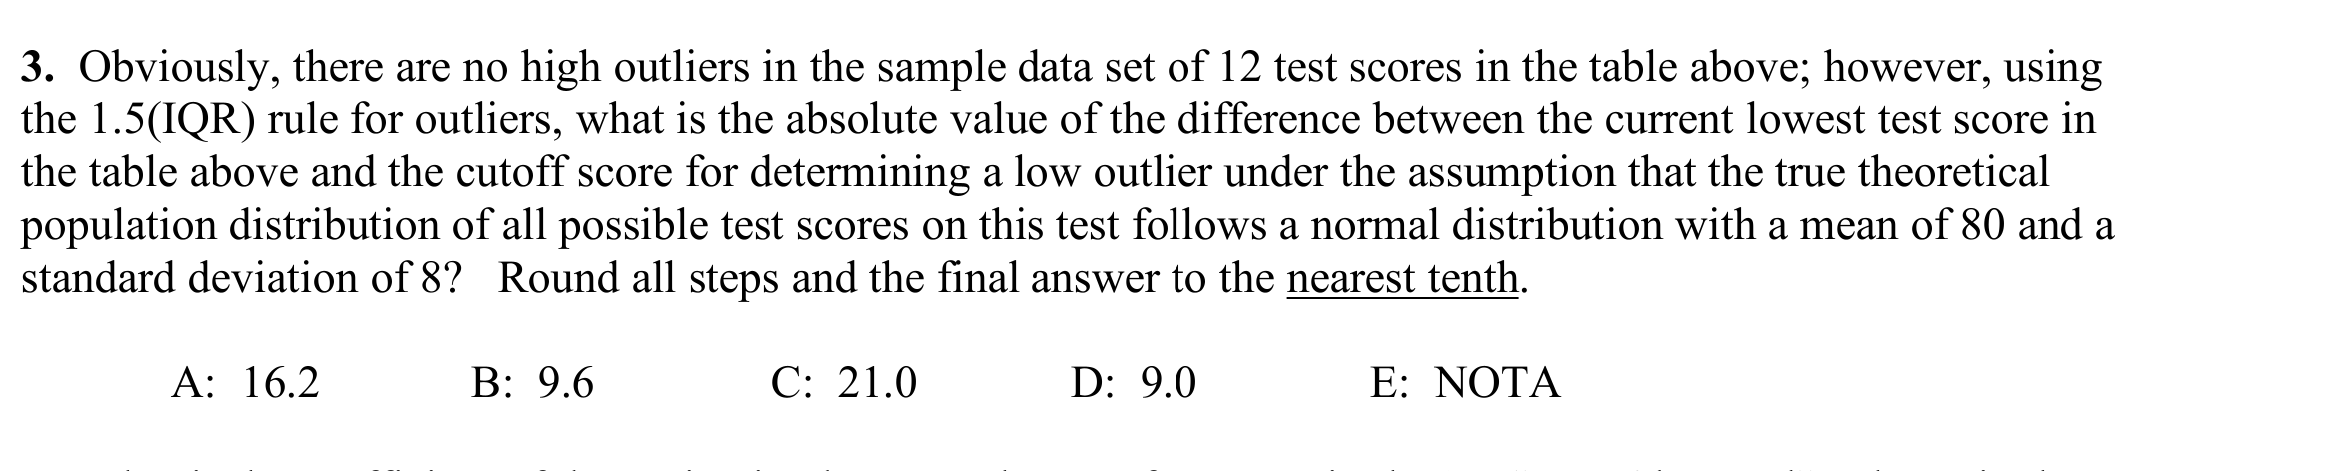 3. Obviously, there are no high outliers in the sample data set of 12 test scores in the table above; however, using
the 1.5(IQR) rule for outliers, what is the absolute value of the difference between the current lowest test score in
the table above and the cutoff score for determining a low outlier under the assumption that the true theoretical
population distribution of all possible test scores on this test follows a normal distribution with a mean of 80 and a
standard deviation of 8? Round all steps and the final answer to the nearest tenth.
A: 16.2 B: 9.6 C: 21.0 D: 9.0 E: NOTA